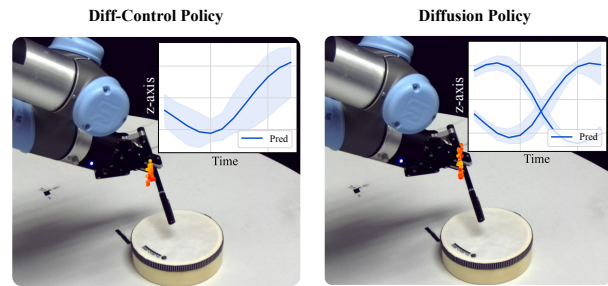 Diff-Control Policy
Diffusion Policy
z-axis
Pred
Time
z-axis
Pred
Time